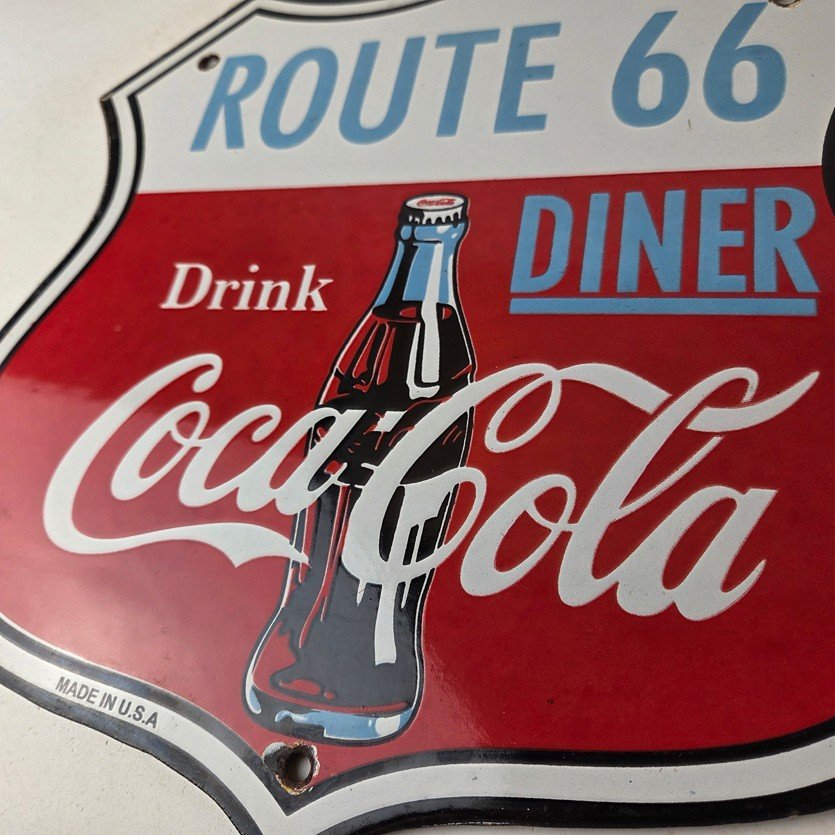 ROUTE 66
DINER
Drink
Coca-Cola
MADE IN U.S.A